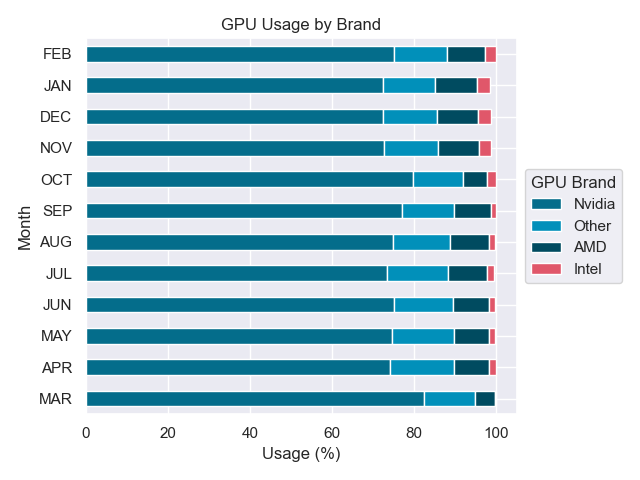 GPU Usage by Brand
FEB
JAN
DEC
NOV
OCT
SEP
AUG
JUL
JUN
MAY
APR
MAR
Month
0 20 40 60 80 100
Usage (%)
GPU Brand
Nvidia
Other
AMD
Intel